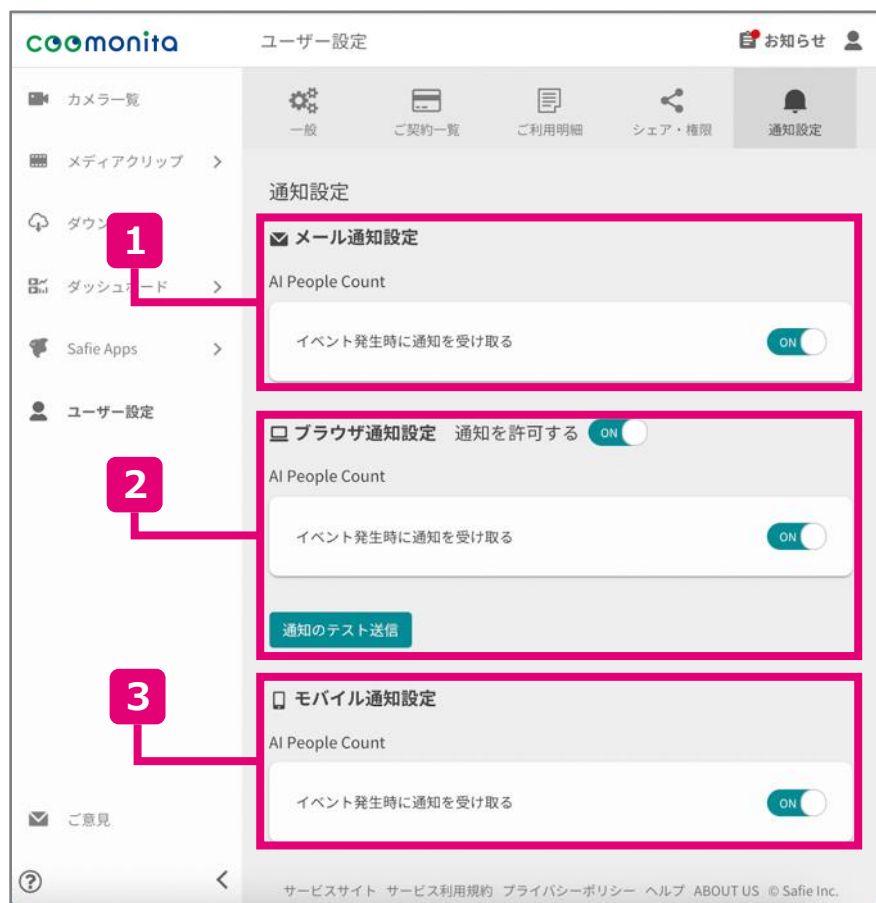 coomonita
ユーザー設定
お知らせ
カメラ一覧
メディアクリップ
ダウン
ダッシュボード
Safie Apps
ユーザー設定
ご意見
一般
ご契約一覧
ご利用明細
シェア・権限
通知設定
通知設定
1
メール通知設定
AI People Count
イベント発生時に通知を受け取る ON
2
ブラウザ通知設定 通知を許可する ON
AI People Count
イベント発生時に通知を受け取る ON
通知のテスト送信
3
モバイル通知設定
AI People Count
イベント発生時に通知を受け取る ON
サービスサイト サービス利用規約 プライバシーポリシー ヘルプ ABOUT US © Safie Inc.